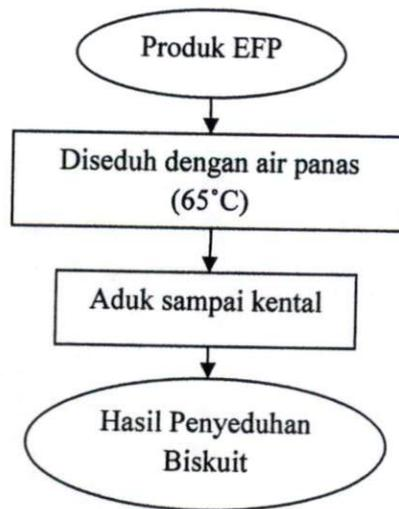 Produk EFP
Diseduh dengan air panas
(65˚C)
Aduk sampai kental
Hasil Penyeduhan
Biskuit